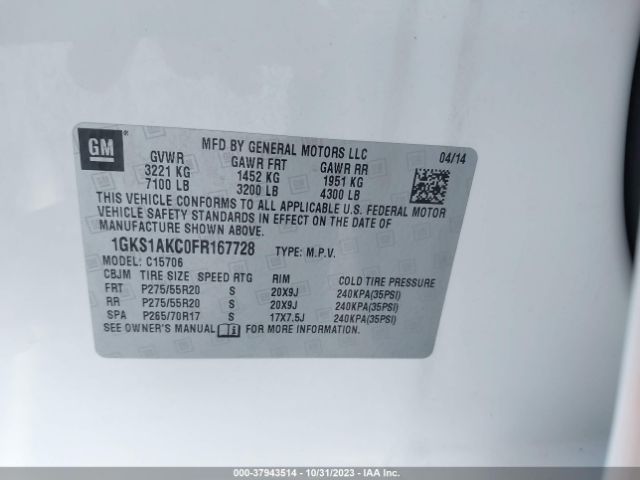 GM
MFD BY GENERAL MOTORS LLC
04/14
GVWR GAWR FRT GAWR RR
3221 KG 1452 KG 1951 KG
7100 LB 3200 LB 4300 LB
THIS VEHICLE CONFORMS TO ALL APPLICABLE U.S. FEDERAL MOTOR
VEHICLE SAFETY STANDARDS IN EFFECT ON THE DATE OF
MANUFACTURE SHOWN ABOVE.
1GKS1AKC0FR167728 TYPE: M.P.V.
MODEL: C15706
CBJM TIRE SIZE SPEED RTG RIM COLD TIRE PRESSURE
FRT P275/55R20 S 20X9J 240KPA(35PSI)
RR P275/55R20 S 20X9J 240KPA(35PSI)
SPA P265/70R17 S 17X7.5J 240KPA(35PSI)
SEE OWNER'S MANUAL FOR MORE INFORMATION.
000-37943514 - 10/31/2023 - IAA Inc.